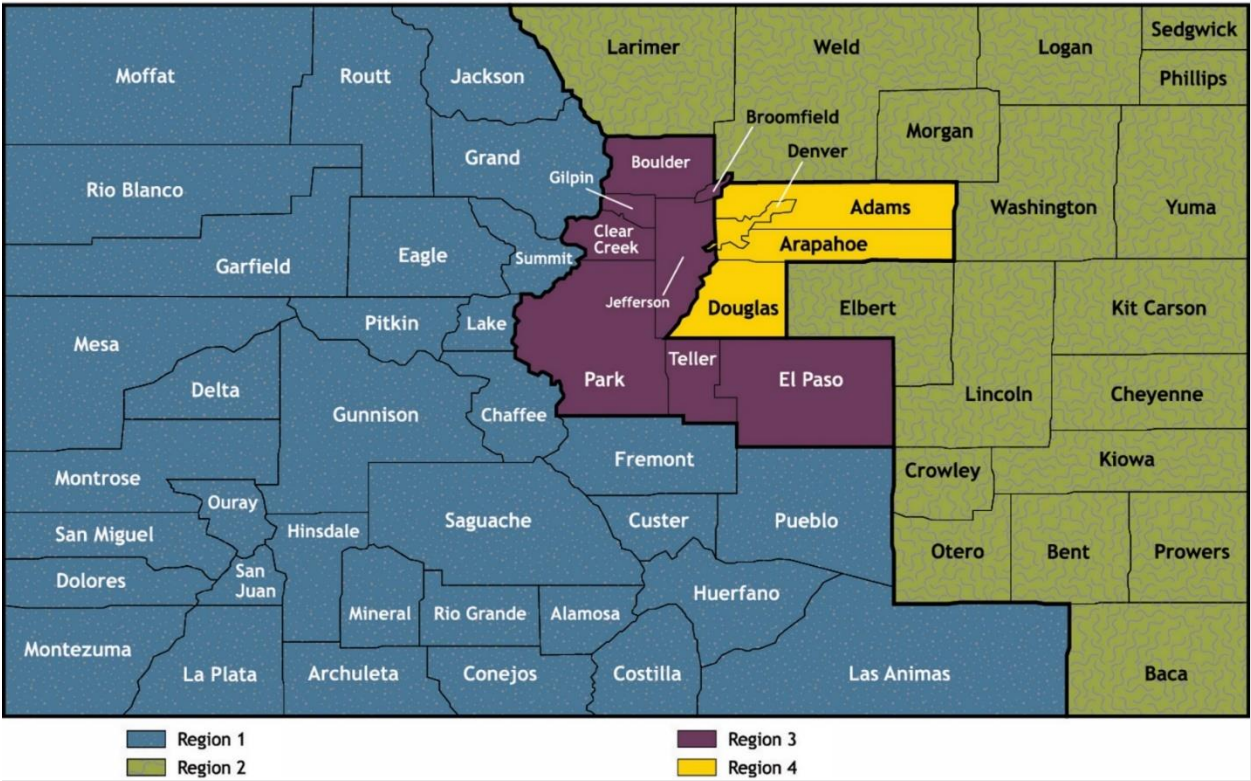 Sedgwick
Larimer
Weld
Logan
Moffat
Routt
Jackson
Phillips
Broomfield
Morgan
Denver
Grand
Boulder
Gilpin
Rio Blanco
Washington
Yuma
Adams
Clear
Creek
Arapahoe
Eagle
Summit
Garfield
Jefferson
Douglas
Elbert
Kit Carson
Pitkin
Lake
Mesa
Teller
Park
El Paso
Delta
Lincoln
Cheyenne
Gunnison
Chaffee
Fremont
Kiowa
Crowley
Montrose
Ouray
Saguache
Custer
Pueblo
San Miguel
Hinsdale
Otero
Bent
Prowers
Dolores
San
Juan
Huerfano
Mineral
Rio Grande
Alamosa
Montezuma
La Plata
Archuleta
Conejos
Costilla
Las Animas
Baca
Region 1
Region 3
Region 2
Region 4